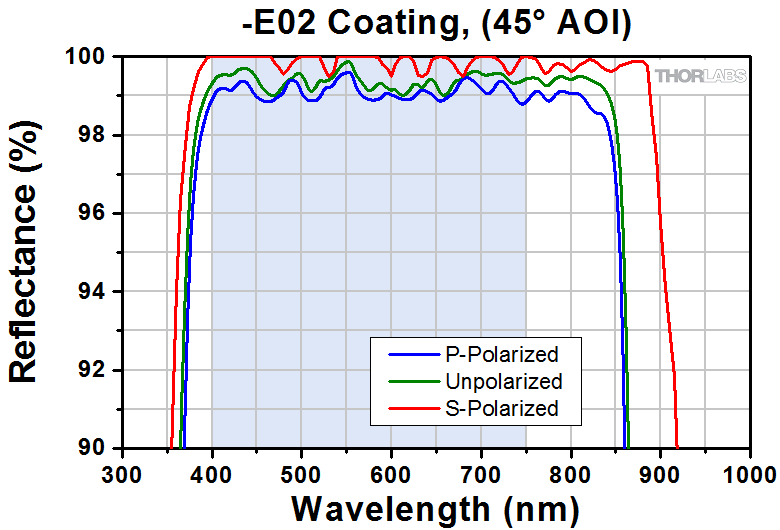 -E02 Coating, (45° AOI)
100
98
96
94
92
90
Reflectance (%)
THORLABS
P-Polarized
Unpolarized
S-Polarized
300 400 500 600 700 800 900 1000
Wavelength (nm)